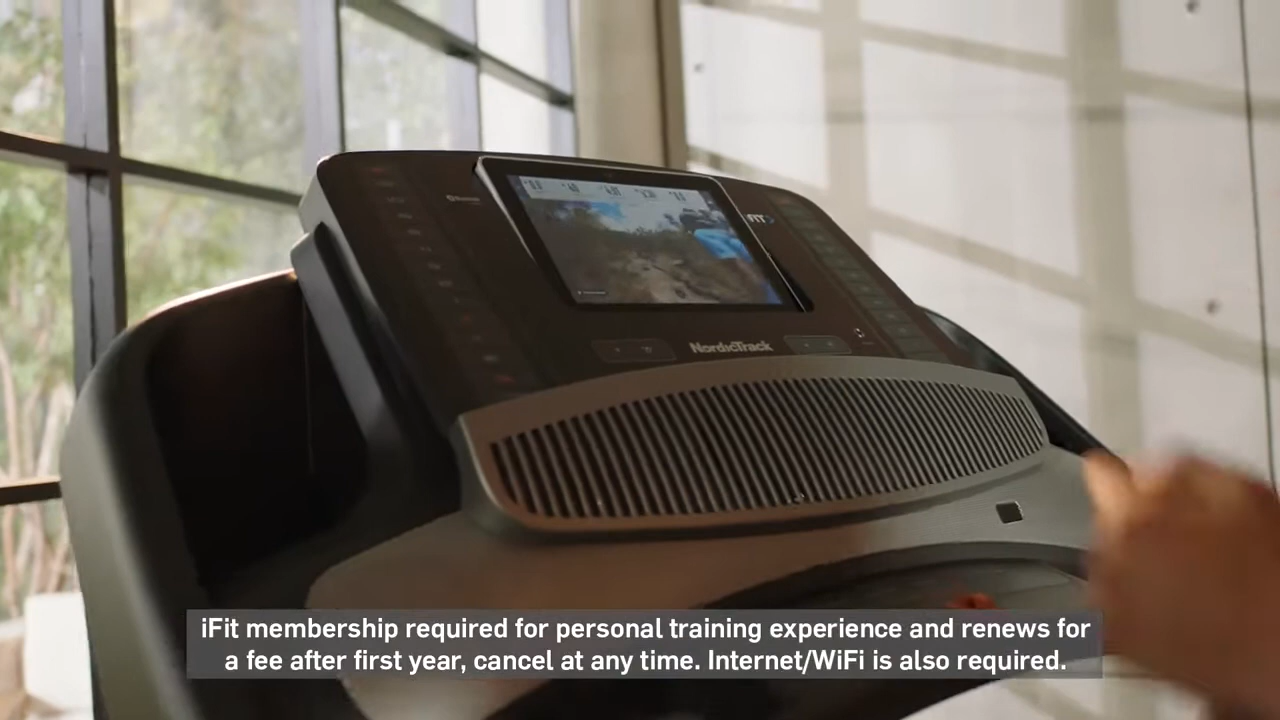 NordicTrack
iFit membership required for personal training experience and renews for
a fee after first year, cancel at any time. Internet/WiFi is also required.